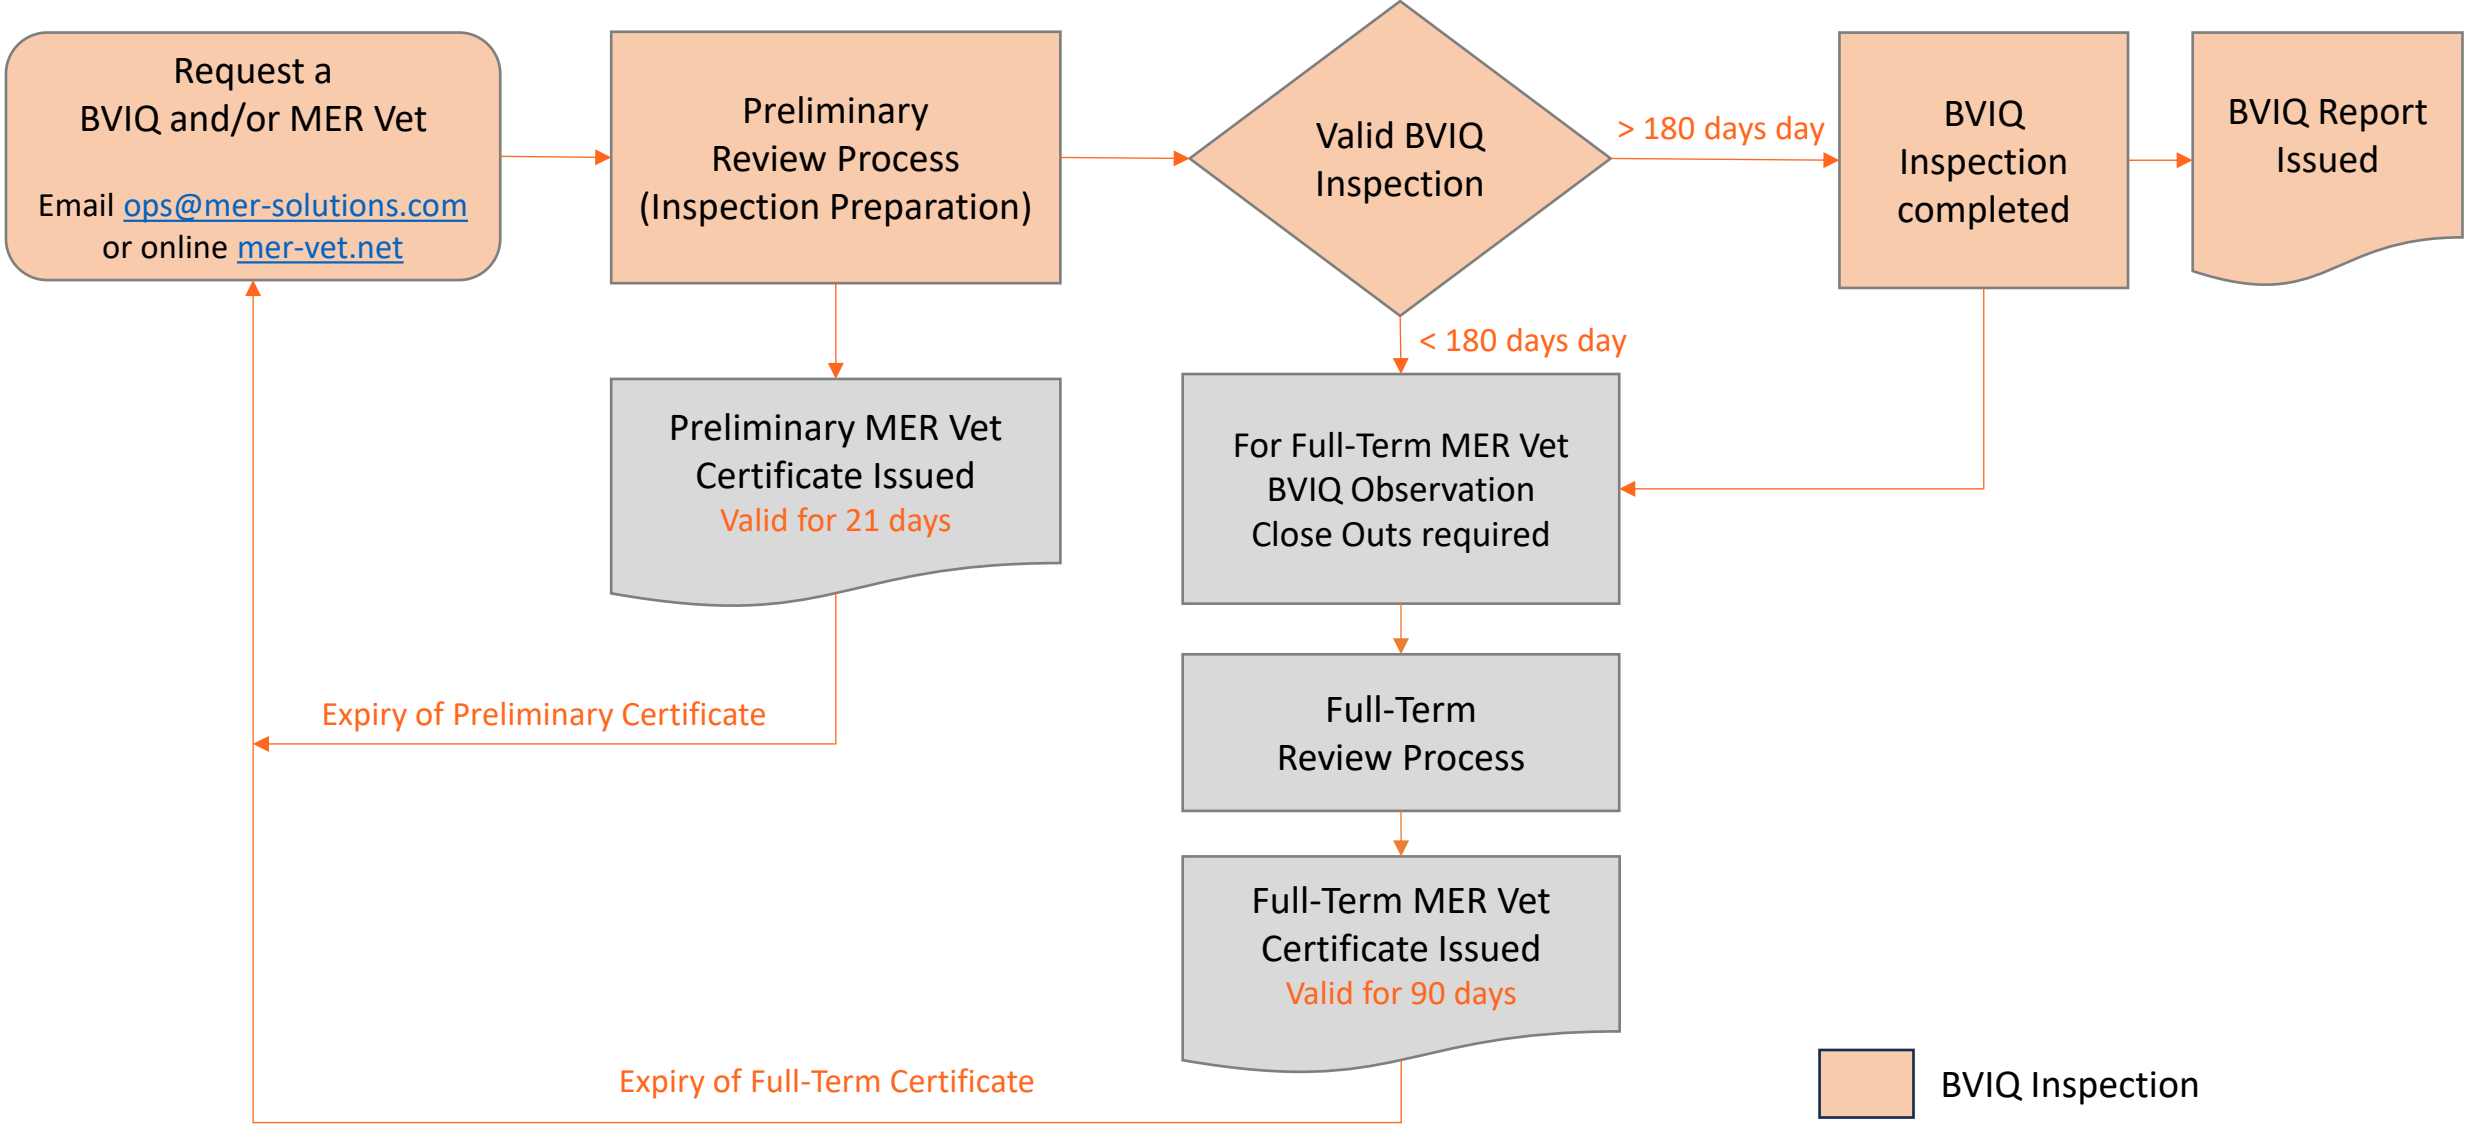 Request a
BVIQ and/or MER Vet
Email ops@mer-solutions.com
or online mer-vet.net
Preliminary
Review Process
(Inspection Preparation)
Valid BVIQ
Inspection
> 180 days day
BVIQ
Inspection
completed
BVIQ Report
Issued
< 180 days day
Preliminary MER Vet
Certificate Issued
Valid for 21 days
For Full-Term MER Vet
BVIQ Observation
Close Outs required
Expiry of Preliminary Certificate
Full-Term
Review Process
Full-Term MER Vet
Certificate Issued
Valid for 90 days
Expiry of Full-Term Certificate
BVIQ Inspection